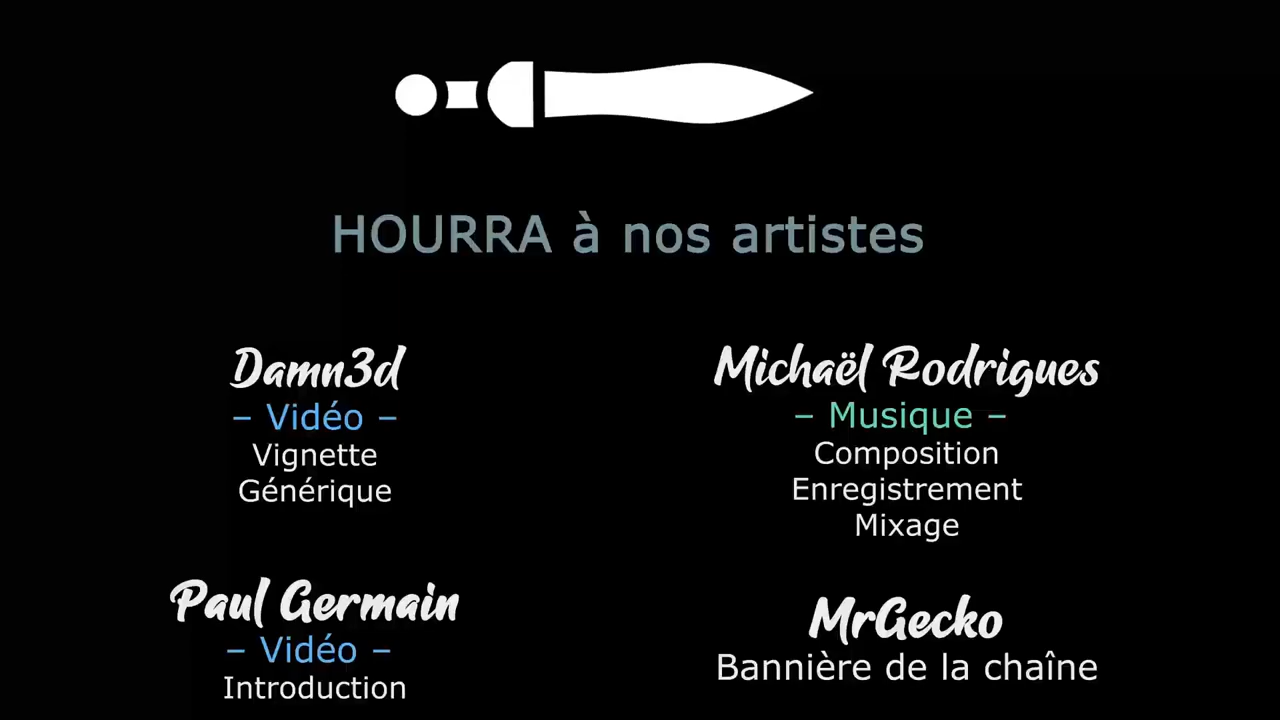 HOURRA à nos artistes
Damn3d
– Vidéo –
Vignette
Générique
Michaël Rodrigues
– Musique –
Composition
Enregistrement
Mixage
Paul Germain
– Vidéo –
Introduction
MrGecko
Bannière de la chaîne